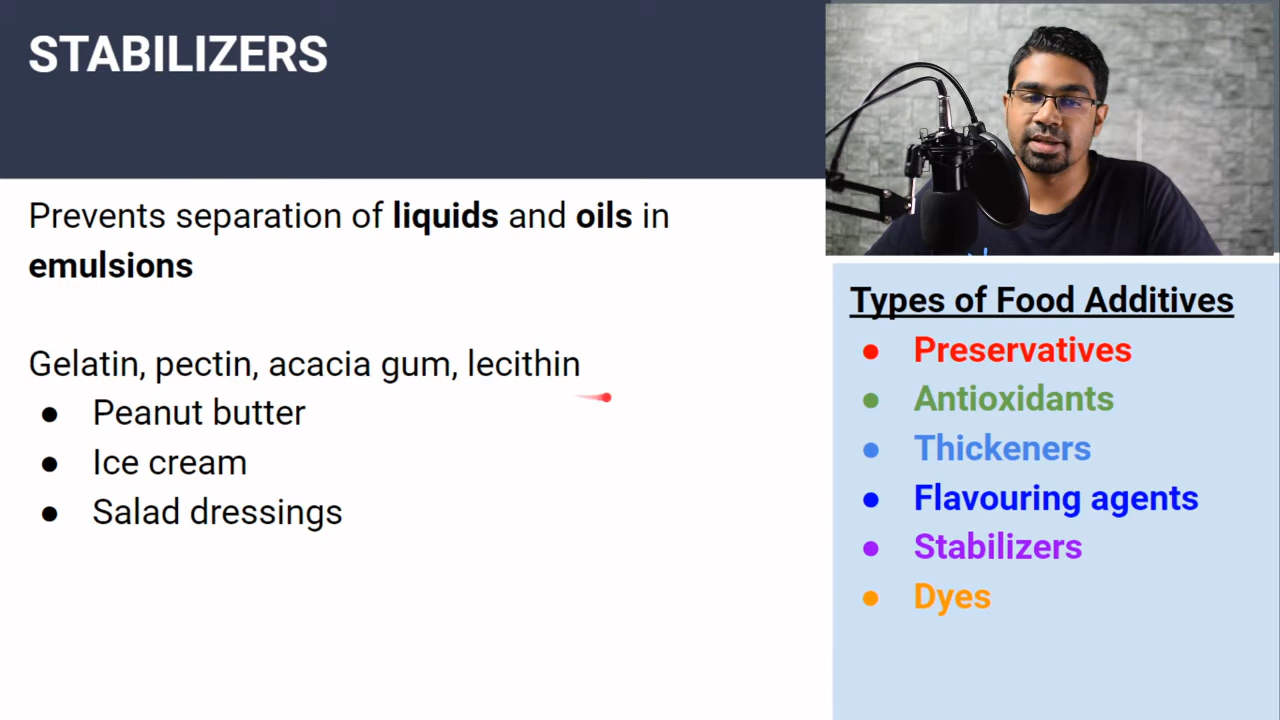 STABILIZERS
Prevents separation of liquids and oils in
emulsions
Gelatin, pectin, acacia gum, lecithin
● Peanut butter
● Ice cream
● Salad dressings
Types of Food Additives
● Preservatives
● Antioxidants
● Thickeners
● Flavouring agents
● Stabilizers
● Dyes